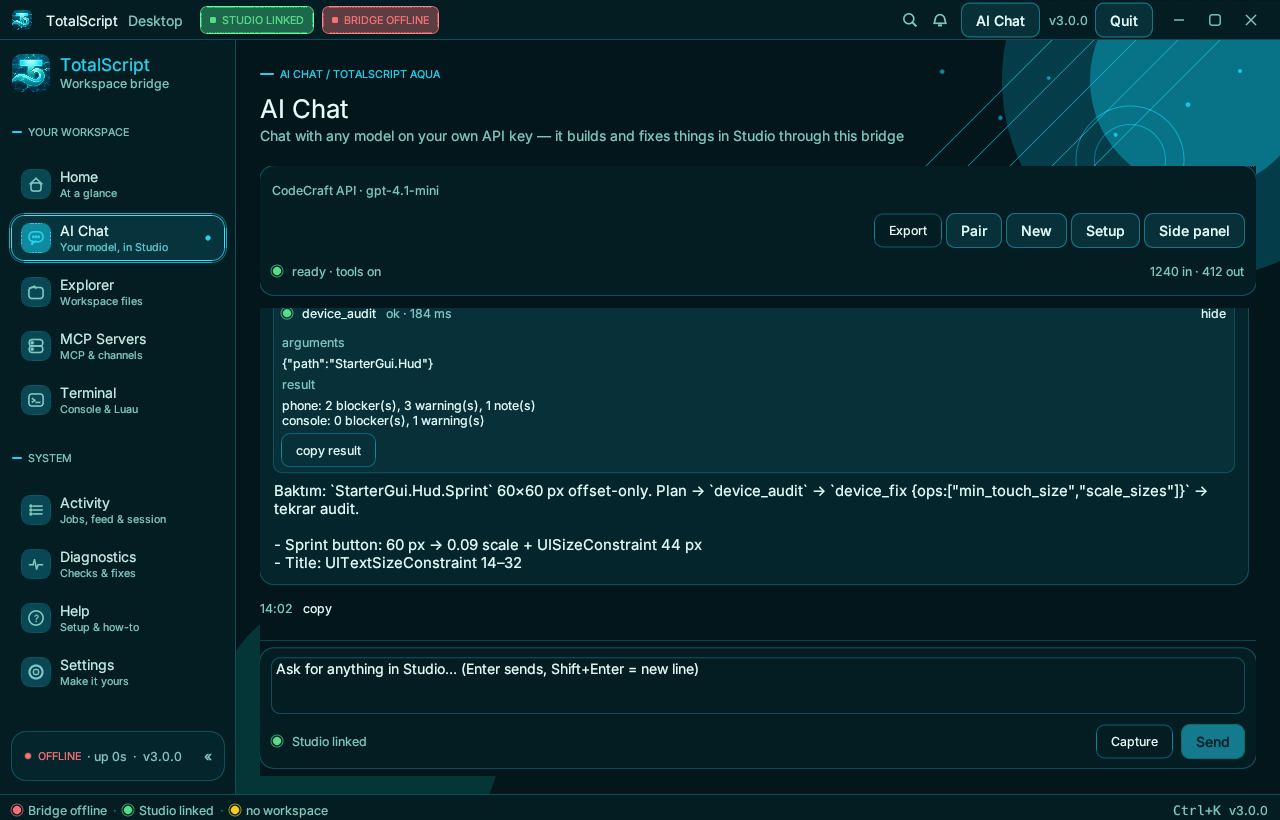 TotalScript Desktop STUDIO LINKED BRIDGE OFFLINE AI Chat v3.0.0 Quit
TotalScript
Workspace bridge
YOUR WORKSPACE
Home
At a glance
AI Chat
Your model, in Studio
Explorer
Workspace files
MCP Servers
MCP & channels
Terminal
Console & Luau
SYSTEM
Activity
Jobs, feed & session
Diagnostics
Checks & fixes
Help
Setup & how-to
Settings
Make it yours
OFFLINE · up 0s · v3.0.0 «
AI CHAT / TOTALSCRIPT AQUA
AI Chat
Chat with any model on your own API key — it builds and fixes things in Studio through this bridge
CodeCraft API · gpt-4.1-mini
Export Pair New Setup Side panel
ready · tools on 1240 in · 412 out
device_audit ok · 184 ms hide
arguments
{"path":"StarterGui.Hud"}
result
phone: 2 blocker(s), 3 warning(s), 1 note(s)
console: 0 blocker(s), 1 warning(s)
copy result
Baktım: `StarterGui.Hud.Sprint` 60×60 px offset-only. Plan → `device_audit` → `device_fix {ops:["min_touch_size","scale_sizes"]}` →
tekrar audit.
- Sprint button: 60 px → 0.09 scale + UISizeConstraint 44 px
- Title: UITextSizeConstraint 14–32
14:02 copy
Ask for anything in Studio... (Enter sends, Shift+Enter = new line)
Studio linked Capture Send
Bridge offline · Studio linked · no workspace Ctrl+K v3.0.0